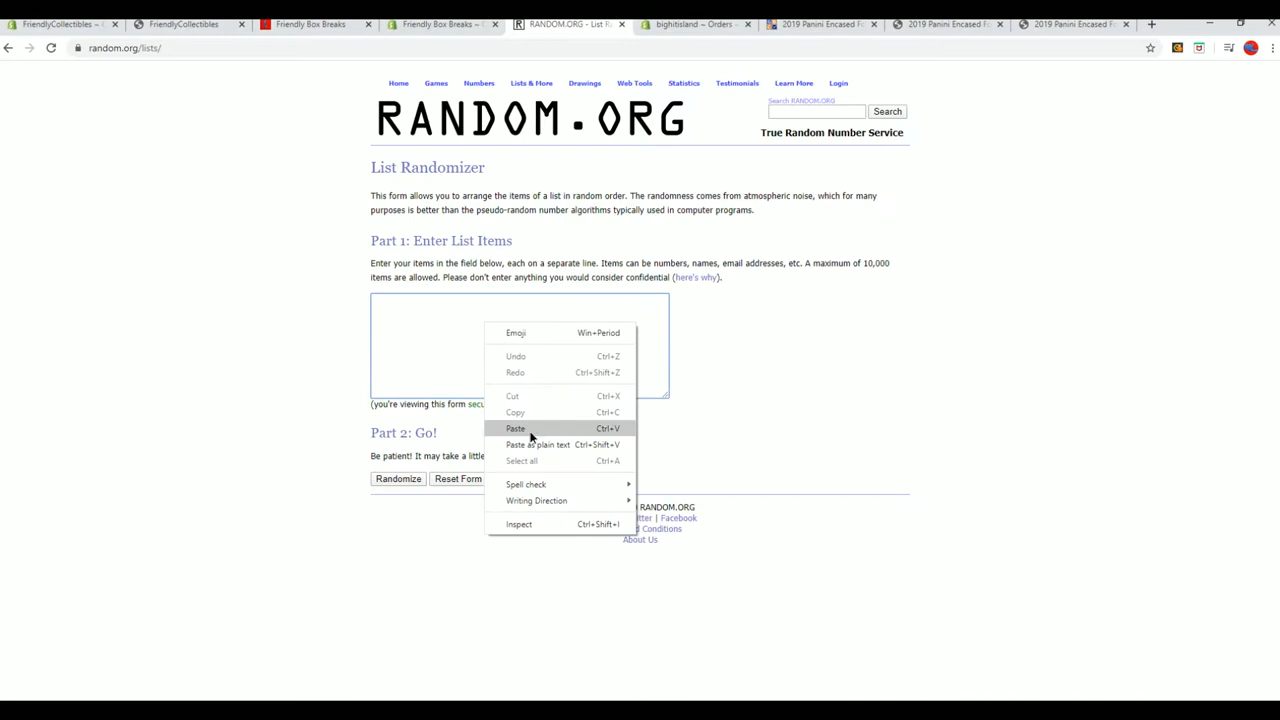 FriendlyCollectibles ~
FriendlyCollectibles
Friendly Box Breaks
Friendly Box Breaks ~ C
RANDOM.ORG - List R
bighitisland ~ Orders ~
2019 Panini Encased Fo
2019 Panini Encased Fo
2019 Panini Encased Fo
random.org/lists/
Home Games Numbers Lists & More Drawings Web Tools Statistics Testimonials Learn More Login
RANDOM.ORG
Search RANDOM.ORG
Search
True Random Number Service
List Randomizer
This form allows you to arrange the items of a list in random order. The randomness comes from atmospheric noise, which for many
purposes is better than the pseudo-random number algorithms typically used in computer programs.
Part 1: Enter List Items
Enter your items in the field below, each on a separate line. Items can be numbers, names, email addresses, etc. A maximum of 10,000
items are allowed. Please don't enter anything you would consider confidential (here's why).
Emoji Win+Period
Undo Ctrl+Z
Redo Ctrl+Shift+Z
Cut Ctrl+X
Copy Ctrl+C
Paste Ctrl+V
Paste as plain text Ctrl+Shift+V
Select all Ctrl+A
Spell check
Writing Direction
Inspect Ctrl+Shift+I
(you're viewing this form secu
Part 2: Go!
Be patient! It may take a little
Randomize Reset Form
RANDOM.ORG
tter | Facebook
d Conditions
About Us